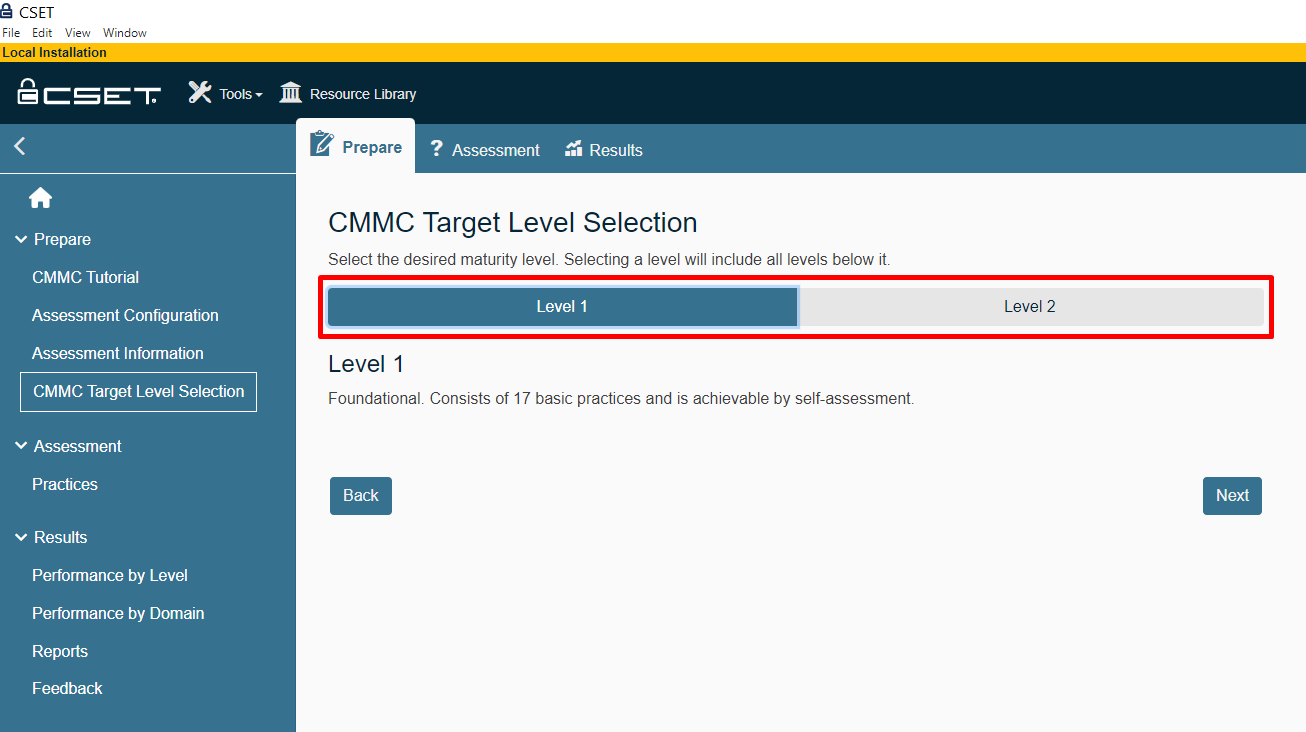 CSET
File Edit View Window
Local Installation
CSET
Tools
Resource Library
Prepare
? Assessment
Results
Prepare
CMMC Tutorial
Assessment Configuration
Assessment Information
CMMC Target Level Selection
Assessment
Practices
Results
Performance by Level
Performance by Domain
Reports
Feedback
CMMC Target Level Selection
Select the desired maturity level. Selecting a level will include all levels below it.
Level 1
Level 2
Level 1
Foundational. Consists of 17 basic practices and is achievable by self-assessment.
Back
Next